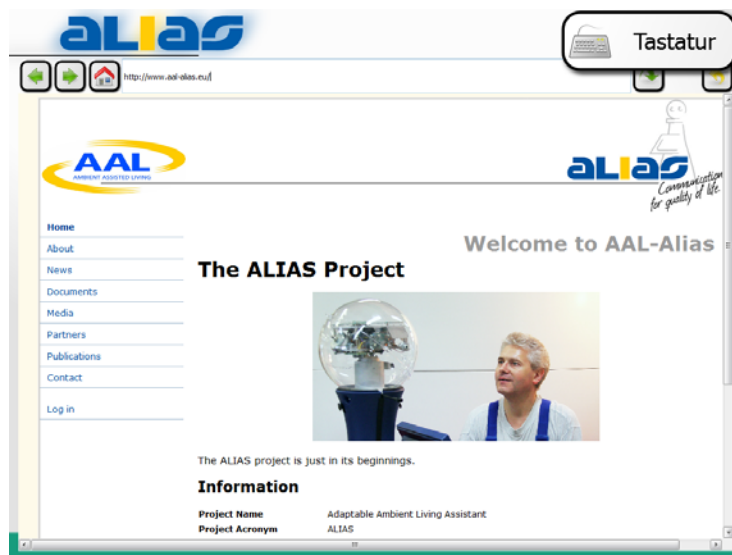 ALIAS
Tastatur
http://www.aal-alias.eu/
AAL
AMBIENT ASSISTED LIVING
ALIAS
Communication
for quality of life.
Home
About
News
Documents
Media
Partners
Publications
Contact
Log in
Welcome to AAL-Alias
The ALIAS Project
The ALIAS project is just in its beginnings.
Information
Project Name Adaptable Ambient Living Assistant
Project Acronym ALIAS